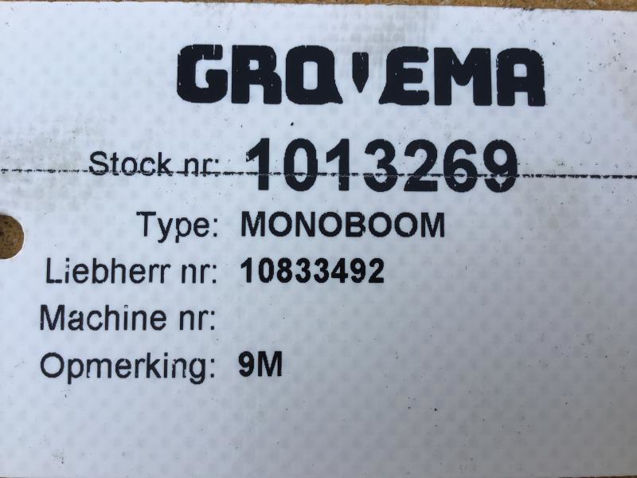 GROVEMA
Stock nr: 1013269
Type: MONOBOOM
Liebherr nr: 10833492
Machine nr:
Opmerking: 9M